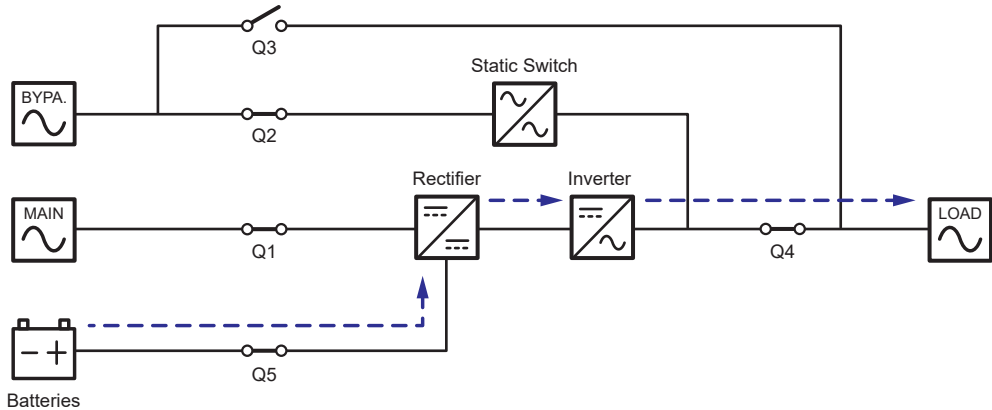 Q3
Static Switch
BYPA.
Q2
Rectifier
Inverter
MAIN
LOAD
Q1
Q4
Q5
Batteries